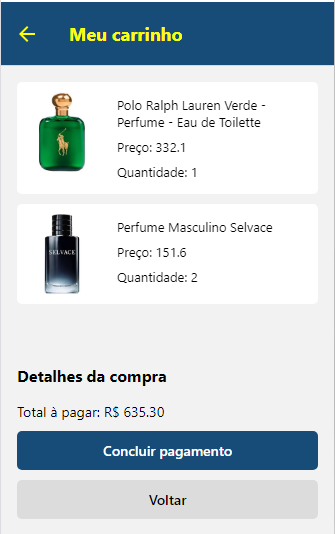 Meu carrinho
Polo Ralph Lauren Verde -
Perfume - Eau de Toilette
Preço: 332.1
Quantidade: 1
SELVACE
Perfume Masculino Selvace
Preço: 151.6
Quantidade: 2
Detalhes da compra
Total à pagar: R$ 635.30
Concluir pagamento
Voltar